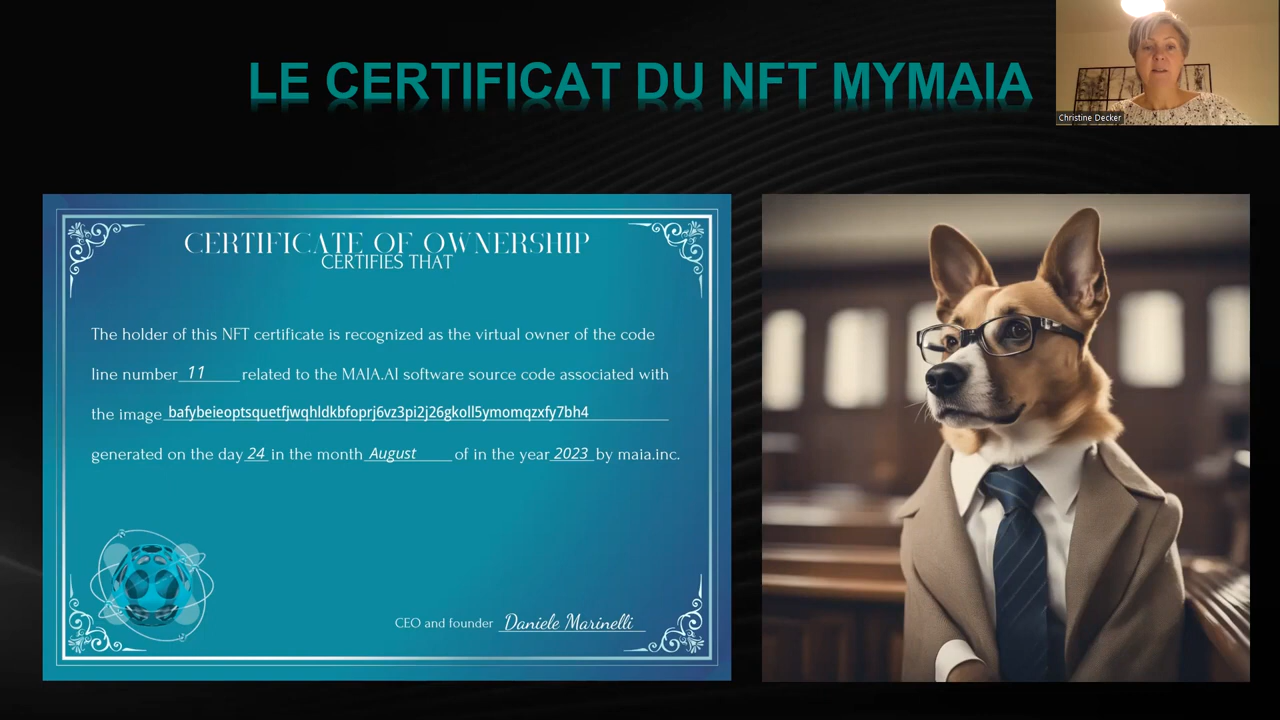 LE CERTIFICAT DU NFT MYMAIA
Christine Decker
CERTIFICATE OF OWNERSHIP
CERTIFIES THAT
The holder of this NFT certificate is recognized as the virtual owner of the code
line number 11 related to the MAIA.AI software source code associated with
the image bafybeieoptsquetfjwqhldkbfoprj6vz3pi2j26gkoll5ymomqzxfy7bh4
generated on the day 24 in the month August of in the year 2023 by maia.inc.
CEO and founder Daniele Marinelli